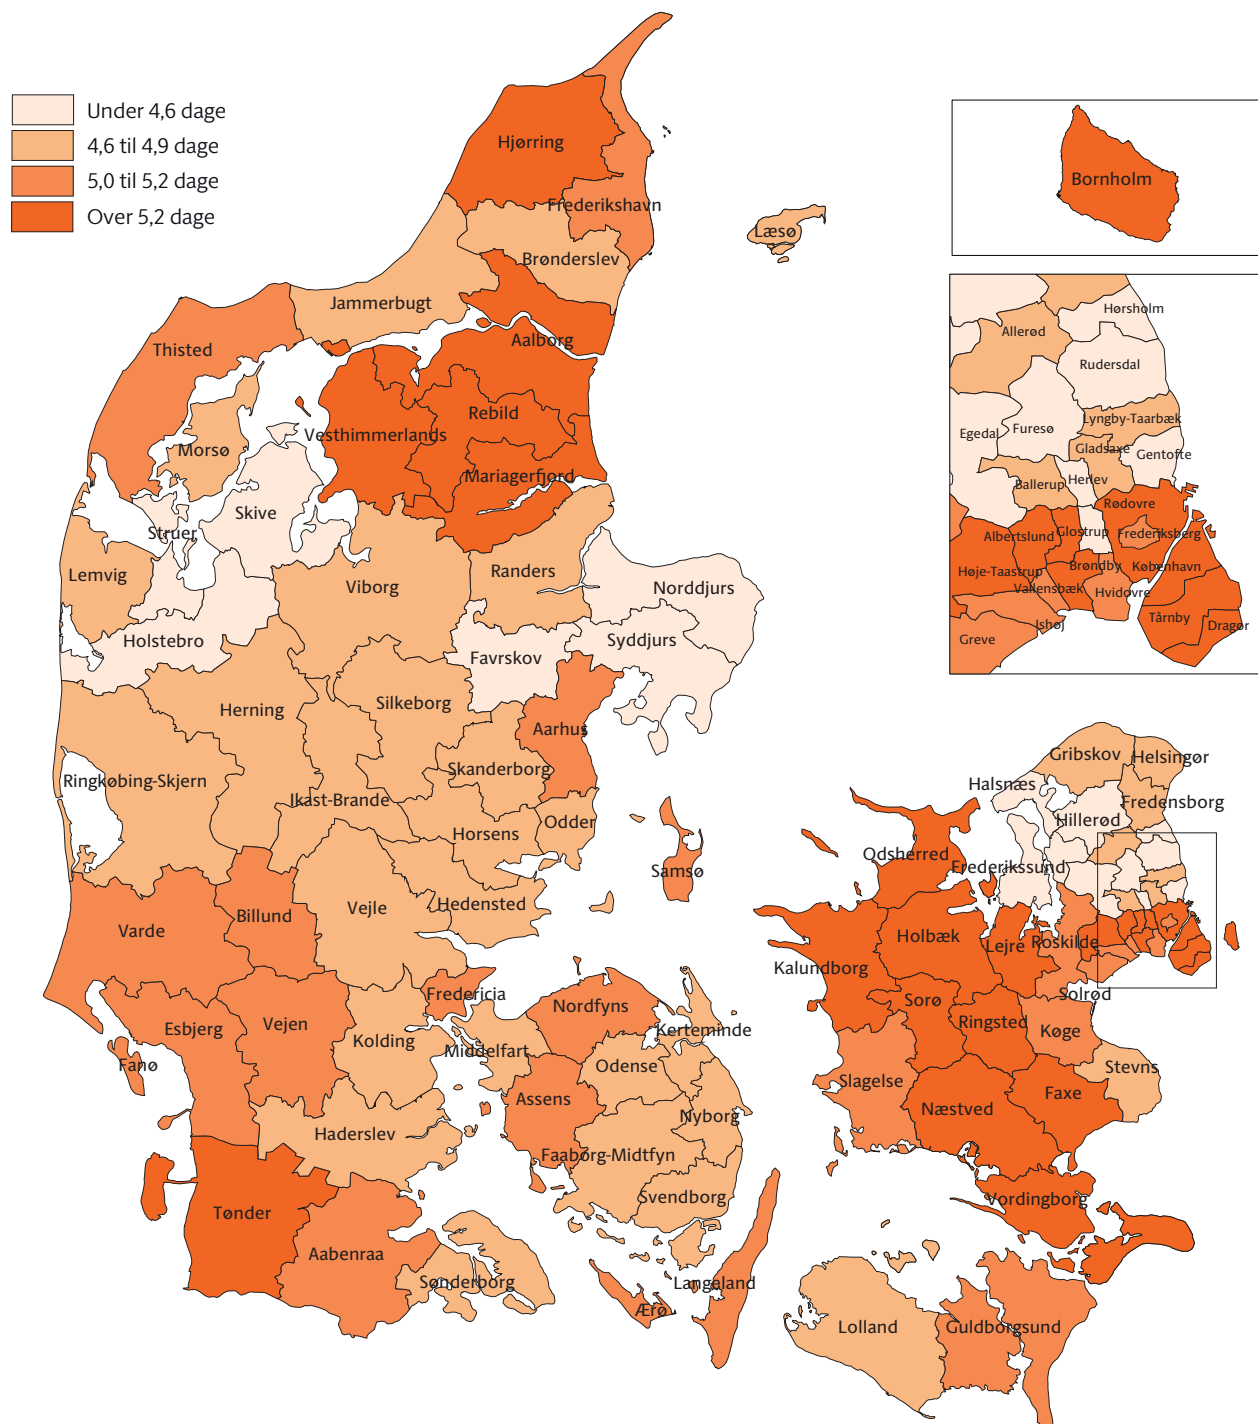 Under 4,6 dage
4,6 til 4,9 dage
5,0 til 5,2 dage
Over 5,2 dage
Hjørring
Frederikshavn
Læsø
Brønderslev
Jammerbugt
Aalborg
Thisted
Rebild
Vesthimmerlands
Morsø
Mariagerfjord
Skive
Struer
Lemvig
Viborg
Randers
Norddjurs
Holstebro
Favrskov
Syddjurs
Herning
Silkeborg
Aarhus
Skanderborg
Ringkøbing-Skjern
Ikast-Brande
Horsens
Odder
Samsø
Hedensted
Vejle
Billund
Varde
Fredericia
Nordfyns
Esbjerg
Vejen
Kolding
Middelfart
Kerteminde
Odense
Fanø
Assens
Nyborg
Haderslev
Faaborg-Midtfyn
Svendborg
Tønder
Aabenraa
Sønderborg
Langeland
Ærø
Bornholm
Hørsholm
Allerød
Rudersdal
Lyngby-Taarbæk
Furesø
Egedal
Gladsaxe
Gentofte
Ballerup
Herlev
Rødovre
Albertslund
Glostrup
Frederiksberg
Høje-Taastrup
Brøndby
København
Vallensbæk
Hvidovre
Ishøj
Tårnby
Dragør
Greve
Gribskov
Helsingør
Halsnæs
Fredensborg
Hillerød
Odsherred
Frederikssund
Holbæk
Lejre
Roskilde
Kalundborg
Solrød
Sorø
Ringsted
Køge
Stevns
Slagelse
Næstved
Faxe
Vordingborg
Lolland
Guldborgsund